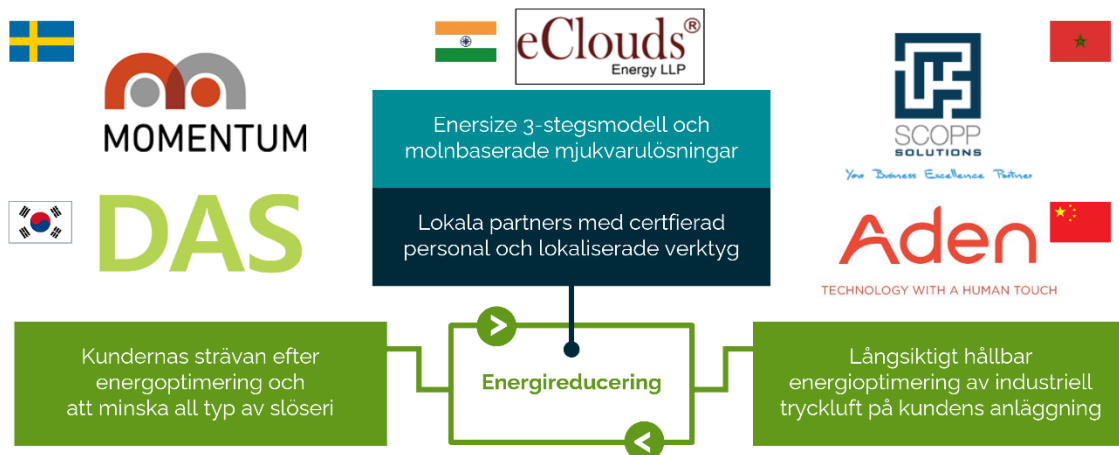 eClouds®
Energy LLP
MOMENTUM
SCOPP
SOLUTIONS
Your Business Excellence Partner
Enersize 3-stegsmodell och
molnbaserade mjukvarulösningar
DAS
Lokala partners med certfierad
personal och lokaliserade verktyg
Aden
TECHNOLOGY WITH A HUMAN TOUCH
Kundernas strävan efter
energoptimering och
att minska all typ av slöseri
Energireducering
Långsiktigt hållbar
energioptimering av industriell
tryckluft på kundens anläggning